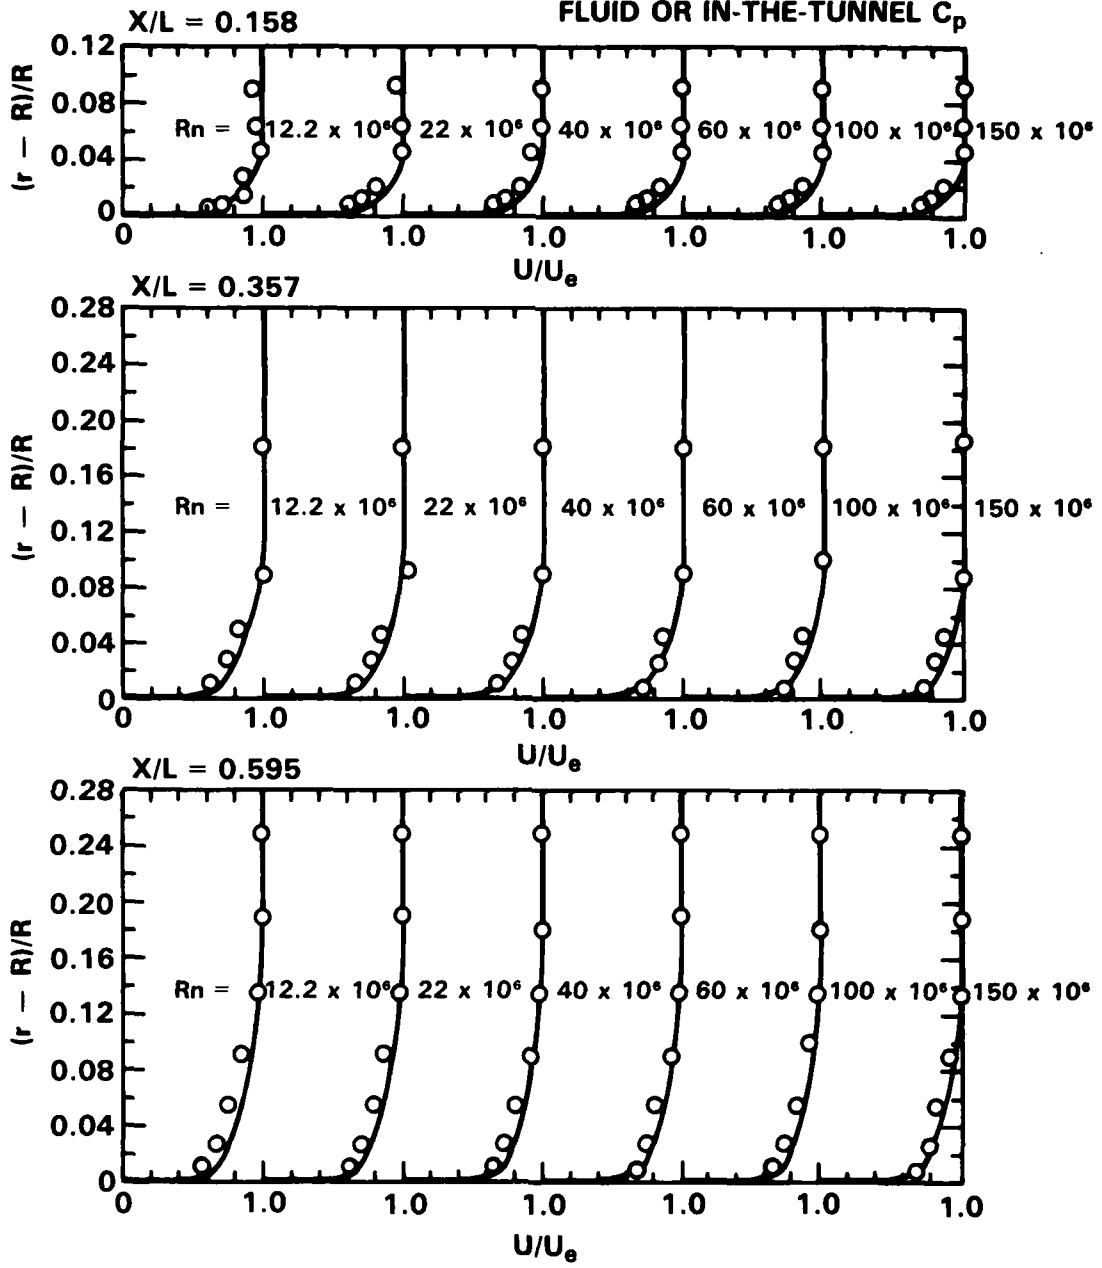 FLUID OR IN-THE-TUNNEL Cp
X/L = 0.158
0.12
0.08
0.04
0
(r − R)/R
Rn = 12.2 x 10⁶ 22 x 10⁶ 40 x 10⁶ 60 x 10⁶ 100 x 10⁶ 150 x 10⁶
0 1.0 1.0 1.0 1.0 1.0 1.0
U/Ue
X/L = 0.357
0.28
0.24
0.20
0.16
0.12
0.08
0.04
0
(r − R)/R
Rn = 12.2 x 10⁶ 22 x 10⁶ 40 x 10⁶ 60 x 10⁶ 100 x 10⁶ 150 x 10⁶
0 1.0 1.0 1.0 1.0 1.0 1.0
U/Ue
X/L = 0.595
0.28
0.24
0.20
0.16
0.12
0.08
0.04
0
(r − R)/R
Rn = 12.2 x 10⁶ 22 x 10⁶ 40 x 10⁶ 60 x 10⁶ 100 x 10⁶ 150 x 10⁶
0 1.0 1.0 1.0 1.0 1.0 1.0
U/Ue